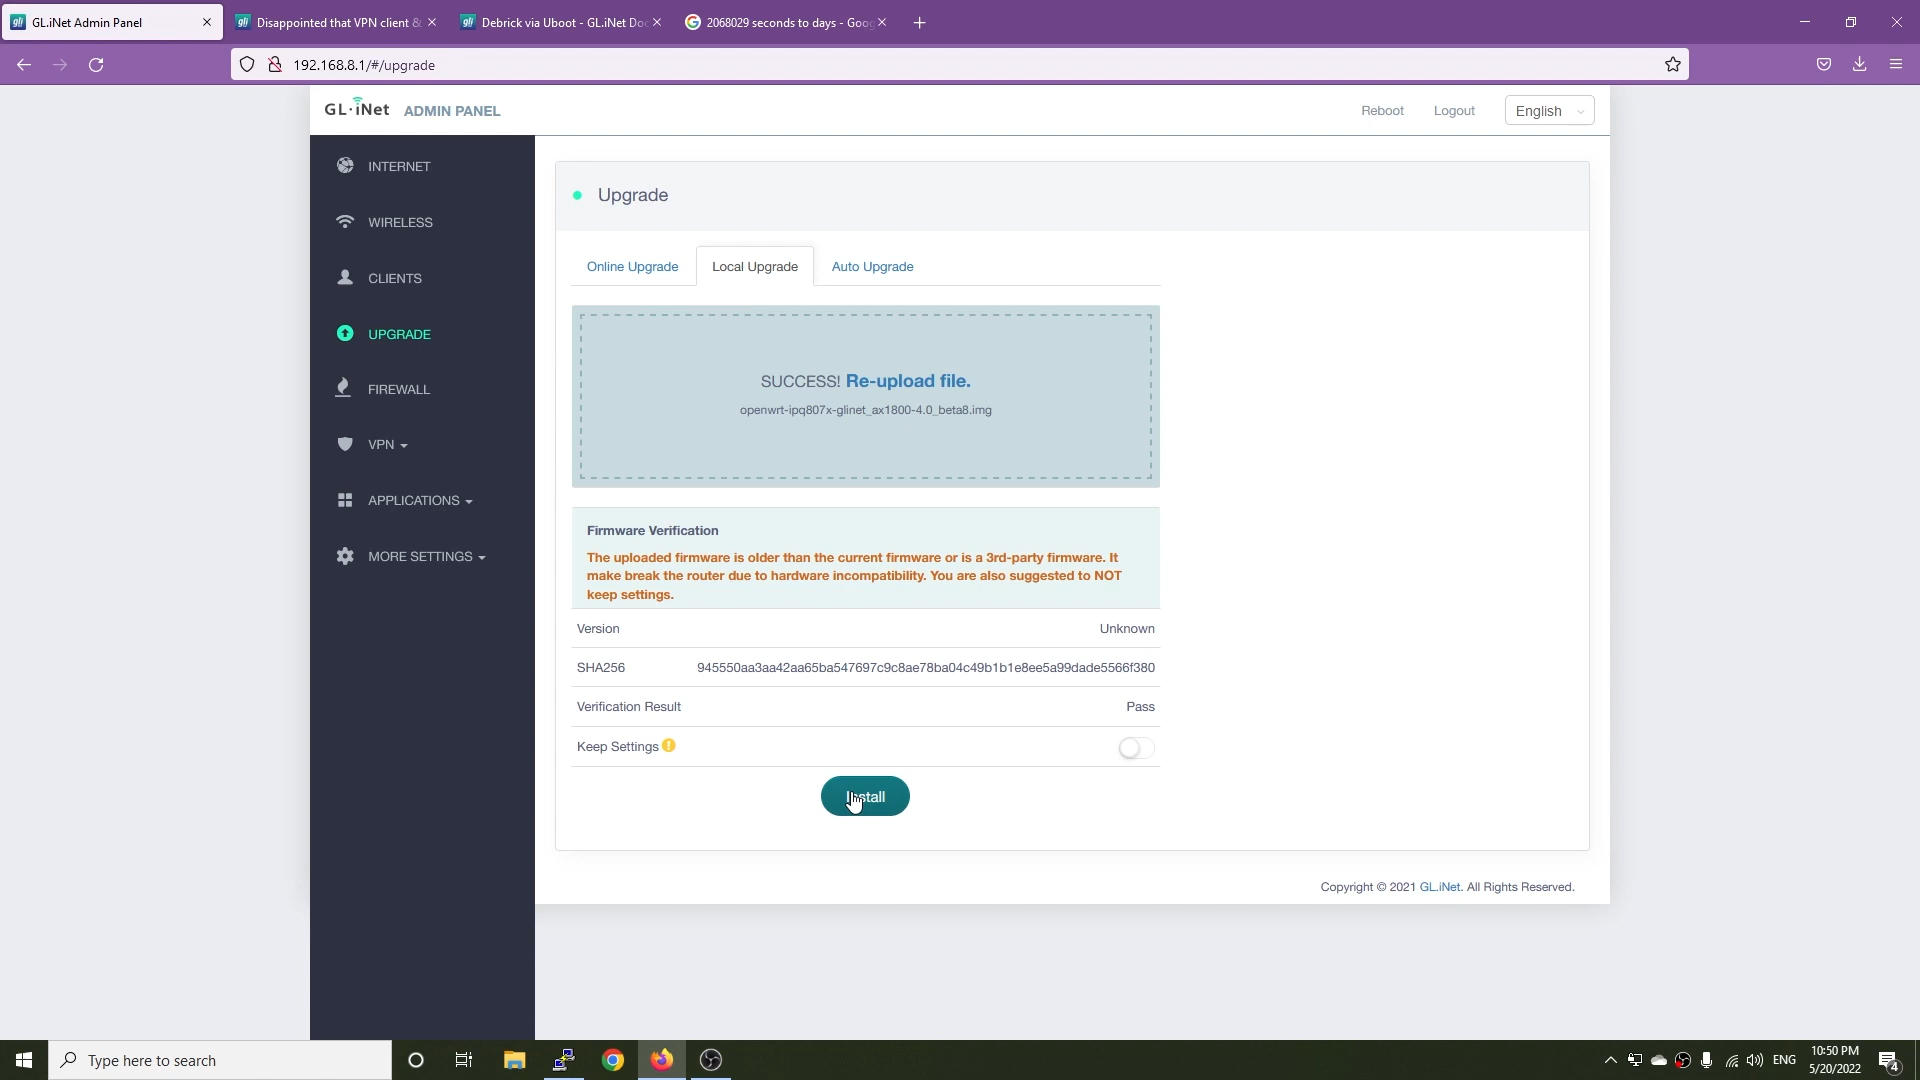 GL.iNet Admin Panel
Disappointed that VPN client &
Debrick via Uboot - GL.iNet Doc
2068029 seconds to days - Goog
192.168.8.1/#/upgrade
GL·iNet ADMIN PANEL
Reboot
Logout
English
INTERNET
WIRELESS
CLIENTS
UPGRADE
FIREWALL
VPN
APPLICATIONS
MORE SETTINGS
Upgrade
Online Upgrade
Local Upgrade
Auto Upgrade
SUCCESS! Re-upload file.
openwrt-ipq807x-glinet_ax1800-4.0_beta8.img
Firmware Verification
The uploaded firmware is older than the current firmware or is a 3rd-party firmware. It
make break the router due to hardware incompatibility. You are also suggested to NOT
keep settings.
Version Unknown
SHA256 945550aa3aa42aa65ba547697c9c8ae78ba04c49b1b1e8ee5a99dade5566f380
Verification Result Pass
Keep Settings
Install
Copyright © 2021 GL.iNet. All Rights Reserved.
Type here to search
ENG
10:50 PM
5/20/2022
4